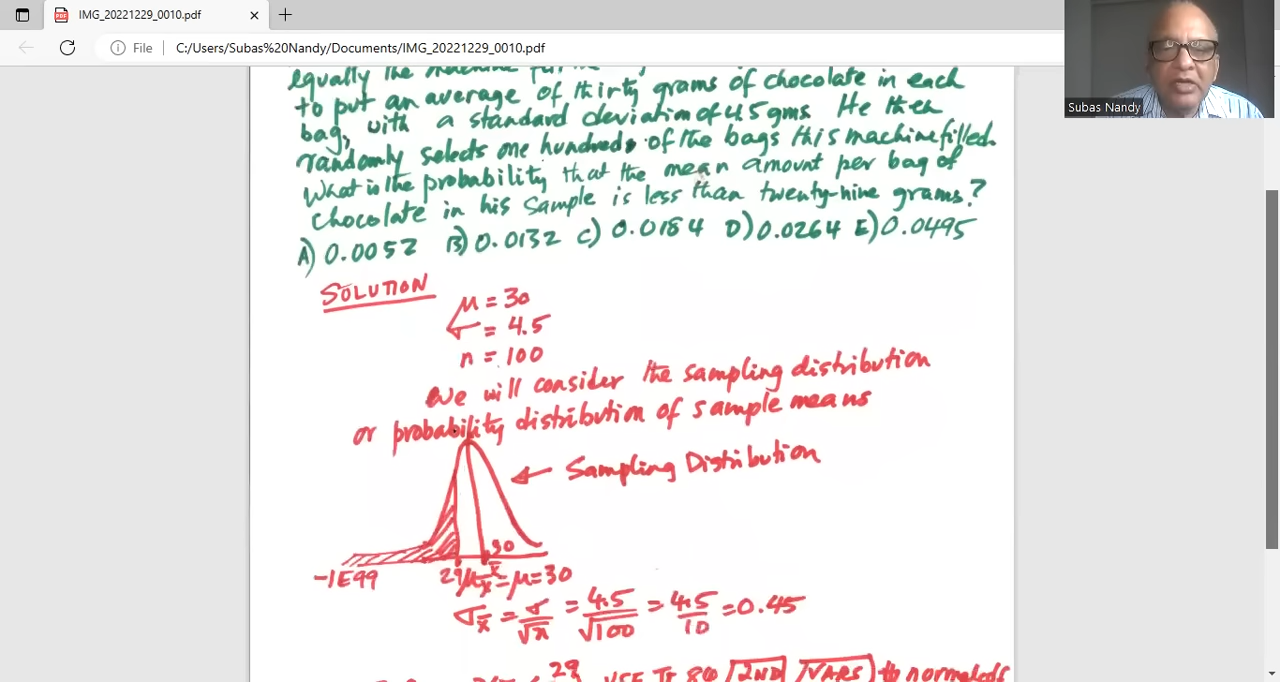 IMG_20221229_0010.pdf
File C:/Users/Subas%20Nandy/Documents/IMG_20221229_0010.pdf
Subas Nandy
equally the machine
to put an average of thirty grams of chocolate in each
bag, with a standard deviation of 4.5 gms He then
randomly selects one hundred of the bags this machine filled.
What is the probability that the mean amount per bag of
chocolate in his sample is less than twenty-nine grams?
A) 0.0052 B) 0.0132 C) 0.0184 D) 0.0264 E) 0.0495
SOLUTION
μ = 30
σ = 4.5
n = 100
We will consider the sampling distribution
or probability distribution of sample means
Sampling Distribution
30
-1E99 29 μx̄ = μ = 30
σx̄ = σ/√n = 4.5/√100 = 4.5/10 = 0.45
29 USE TI 84 2ND VARS to normalcdf